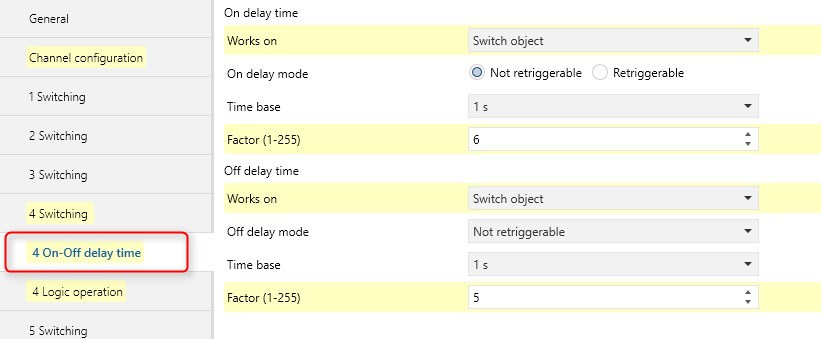 General
Channel configuration
1 Switching
2 Switching
3 Switching
4 Switching
4 On-Off delay time
4 Logic operation
5 Switching
On delay time
Works on Switch object
On delay mode Not retriggerable Retriggerable
Time base 1 s
Factor (1-255) 6
Off delay time
Works on Switch object
Off delay mode Not retriggerable
Time base 1 s
Factor (1-255) 5